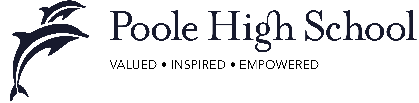 Poole High School
VALUED • INSPIRED • EMPOWERED